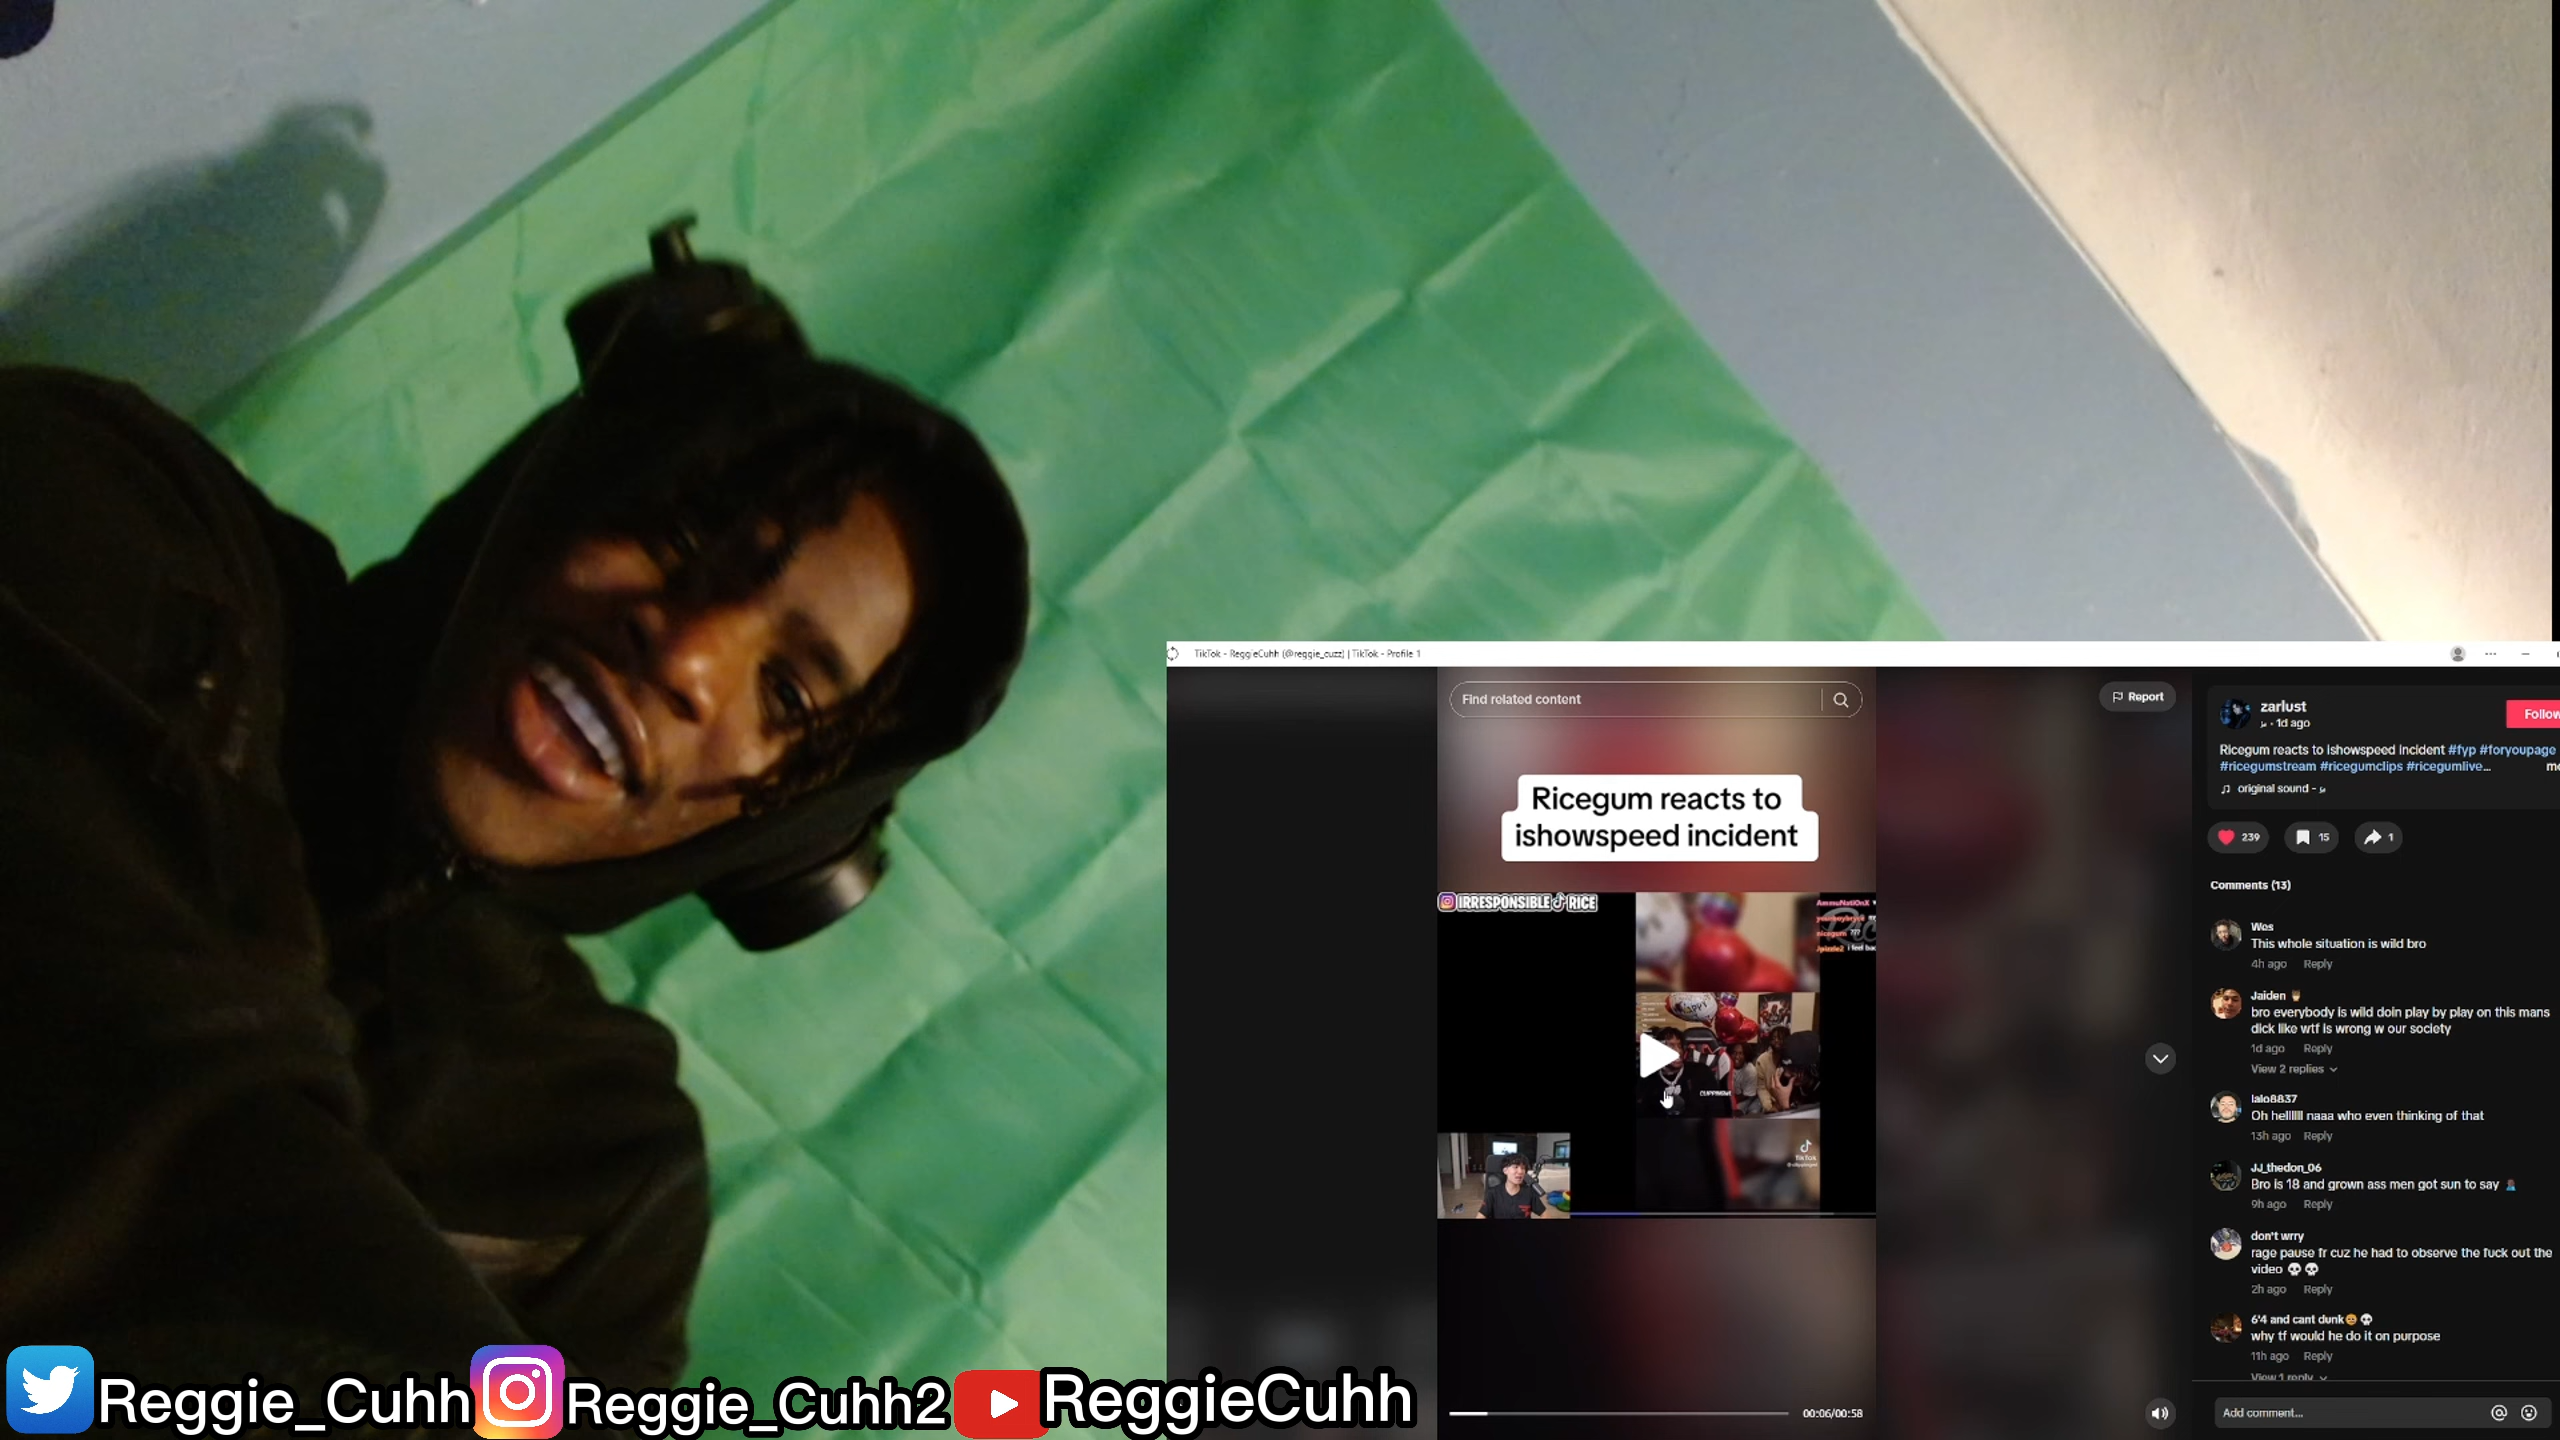 TikTok - ReggieCuhh (@reggie_cuzz) | TikTok - Profile 1
Find related content
Report
Ricegum reacts to
ishowspeed incident
IRRESPONSIBLE RICE
AmmuNatiONX
???
TikTok
zarlust
1d ago
Follow
Ricegum reacts to ishowspeed incident #fyp #foryoupage
#ricegumstream #ricegumclips #ricegumlive...
original sound -
239
15
1
Comments (13)
Wes
This whole situation is wild bro
4h ago Reply
Jaiden
bro everybody is wild doin play by play on this mans
dick like wtf is wrong w our society
1d ago Reply
View 2 replies
lalo8837
Oh hellllll naaa who even thinking of that
13h ago Reply
JJ_thedon_06
Bro is 18 and grown ass men got sun to say
9h ago Reply
don't wrry
rage pause fr cuz he had to observe the fuck out the
video 💀💀
2h ago Reply
6'4 and cant dunk
why tf would he do it on purpose
11h ago Reply
View 1 reply
Add comment...
00:06/00:58
Reggie_Cuhh
Reggie_Cuhh2
ReggieCuhh